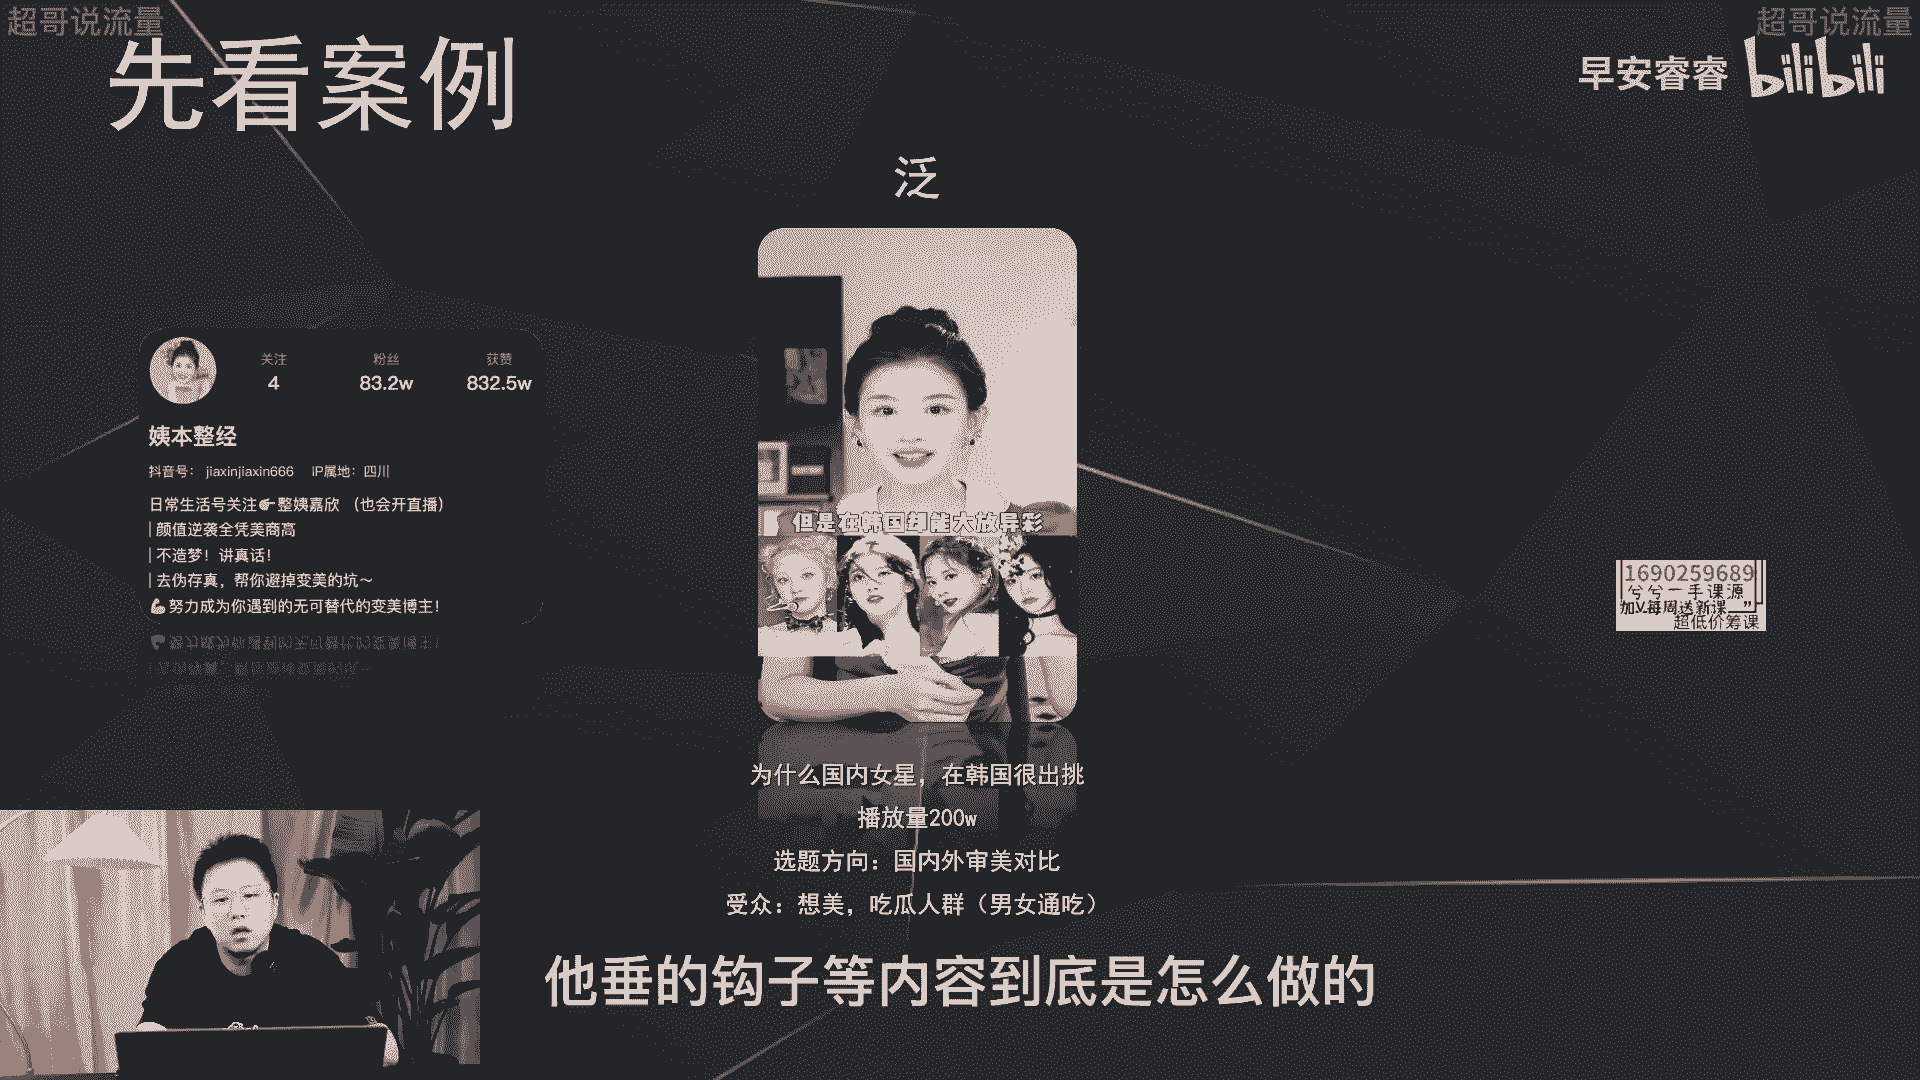 超哥说流量
超哥说流量
先看案例
早安睿睿 bilibili
泛
关注 粉丝 获赞
4 83.2w 832.5w
姨本整经
抖音号： jiaxinjiaxin666 IP属地：四川
日常生活号关注👉整姨嘉欣 （也会开直播）
| 颜值逆袭全凭美商高
| 不造梦！讲真话！
| 去伪存真，帮你避掉变美的坑～
💪努力成为你遇到的无可替代的变美博主！
但是在韩国却能大放异彩
1690259689
兮兮一手课源
加V每周送新课
超低价筹课
为什么国内女星，在韩国很出挑
播放量200w
选题方向：国内外审美对比
受众：想美，吃瓜人群（男女通吃）
他垂的钩子等内容到底是怎么做的